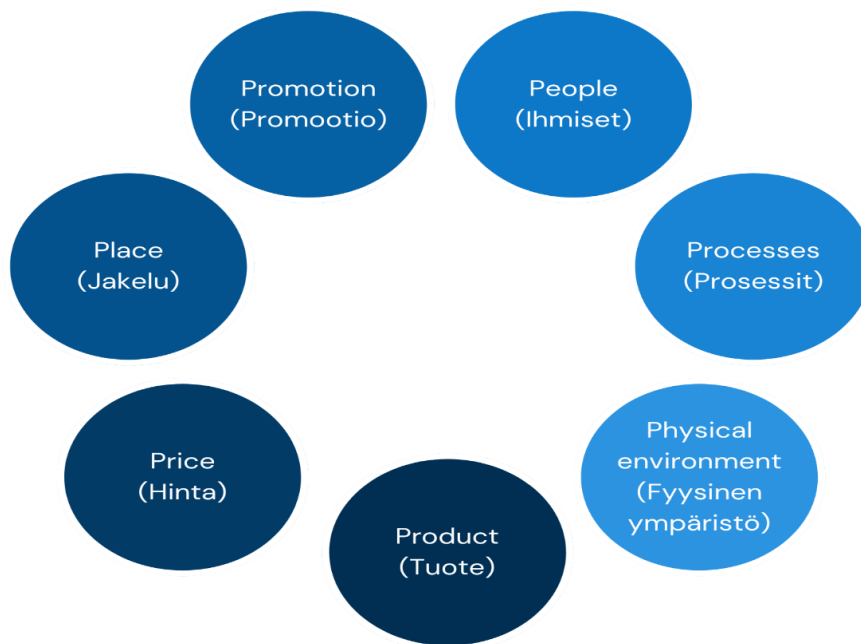 Promotion
(Promootio)
People
(Ihmiset)
Place
(Jakelu)
Processes
(Prosessit)
Price
(Hinta)
Physical
environment
(Fyysinen
ympäristö)
Product
(Tuote)